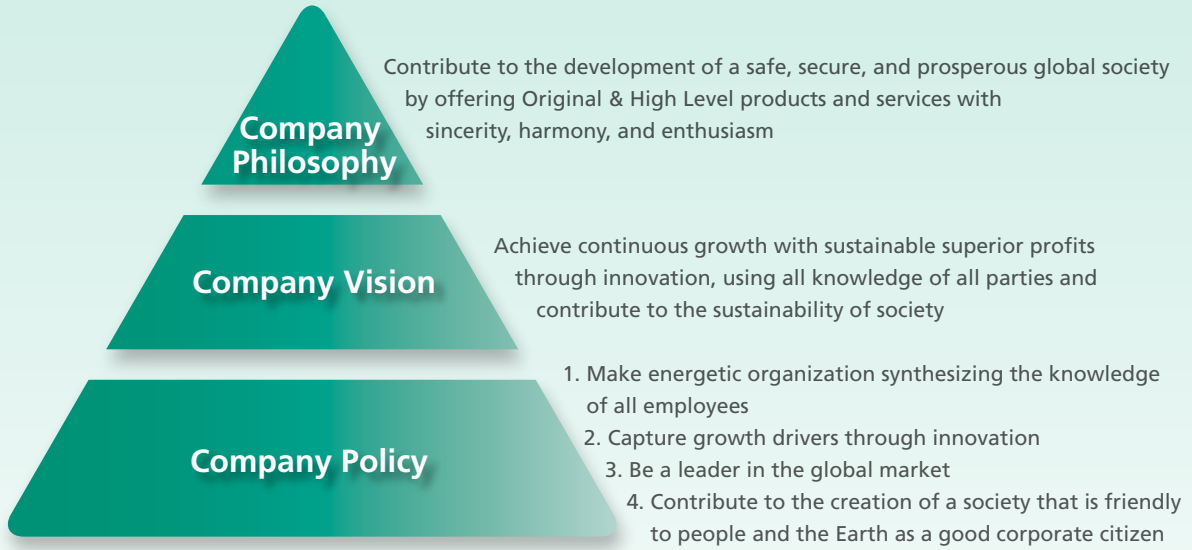 Company
Philosophy
Contribute to the development of a safe, secure, and prosperous global society
by offering Original & High Level products and services with
sincerity, harmony, and enthusiasm
Company Vision
Achieve continuous growth with sustainable superior profits
through innovation, using all knowledge of all parties and
contribute to the sustainability of society
Company Policy
1. Make energetic organization synthesizing the knowledge
of all employees
2. Capture growth drivers through innovation
3. Be a leader in the global market
4. Contribute to the creation of a society that is friendly
to people and the Earth as a good corporate citizen